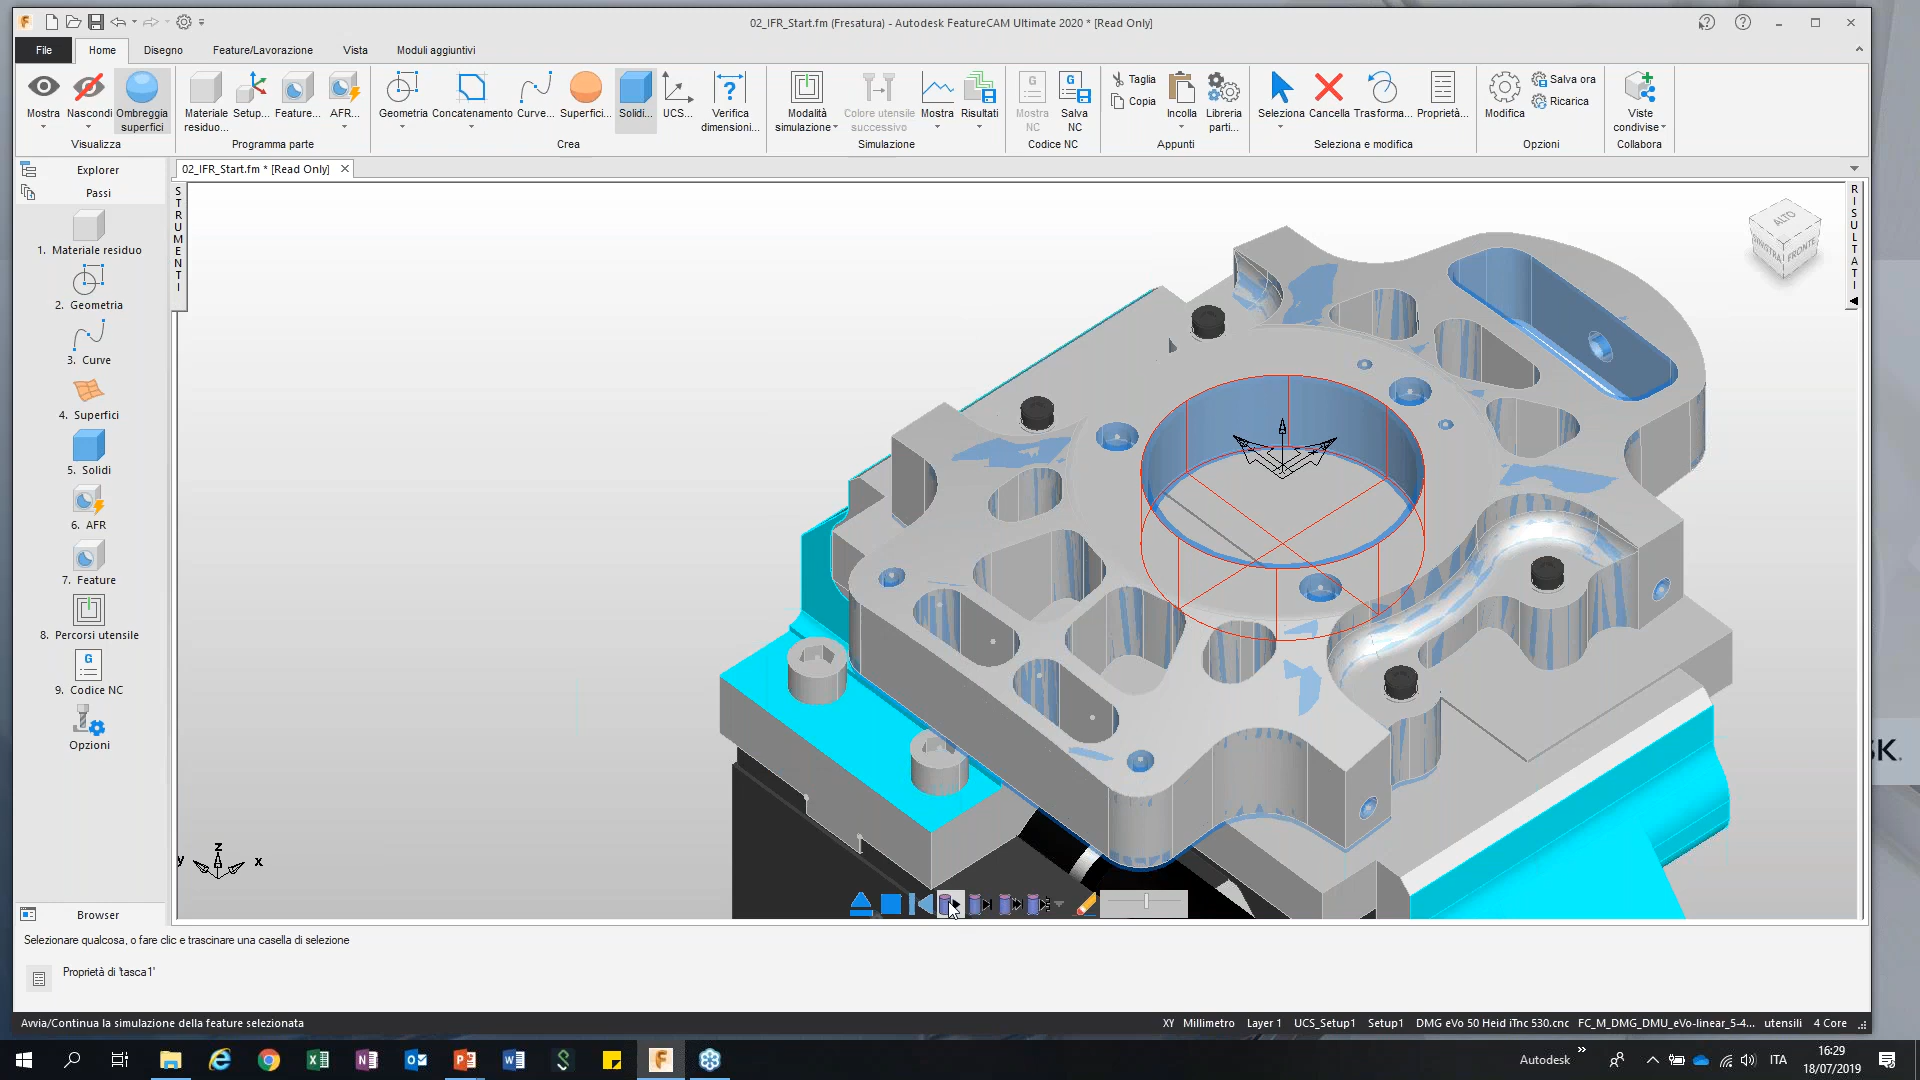 02_IFR_Start.fm (Fresatura) - Autodesk FeatureCAM Ultimate 2020 * [Read Only]
File Home Disegno Feature/Lavorazione Vista Moduli aggiuntivi
Mostra Nascondi Ombreggia superfici
Visualizza
Materiale residuo... Setup... Feature... AFR...
Programma parte
Geometria Concatenamento Curve... Superfici... Solidi... UCS... Verifica dimensioni...
Crea
Modalità simulazione Colore utensile successivo Mostra Risultati
Simulazione
Mostra NC Salva NC
Codice NC
Taglia
Copia
Incolla Libreria parti...
Appunti
Seleziona Cancella Trasforma... Proprietà...
Seleziona e modifica
Modifica
Salva ora
Ricarica
Opzioni
Viste condivise
Collabora
Explorer
Passi
02_IFR_Start.fm * [Read Only]
STRUMENTI
RISULTATI
1. Materiale residuo
2. Geometria
3. Curve
4. Superfici
5. Solidi
6. AFR
7. Feature
8. Percorsi utensile
9. Codice NC
Opzioni
ALTO
FRONTE
z
y
x
SK.
Browser
Selezionare qualcosa, o fare clic e trascinare una casella di selezione
Proprietà di 'tasca1'
Avvia/Continua la simulazione della feature selezionata
XY Millimetro Layer 1 UCS_Setup1 Setup1 DMG eVo 50 Heid iTnc 530.cnc FC_M_DMG_DMU_eVo-linear_5-4... utensili 4 Core
Autodesk
ITA
16:29
18/07/2019